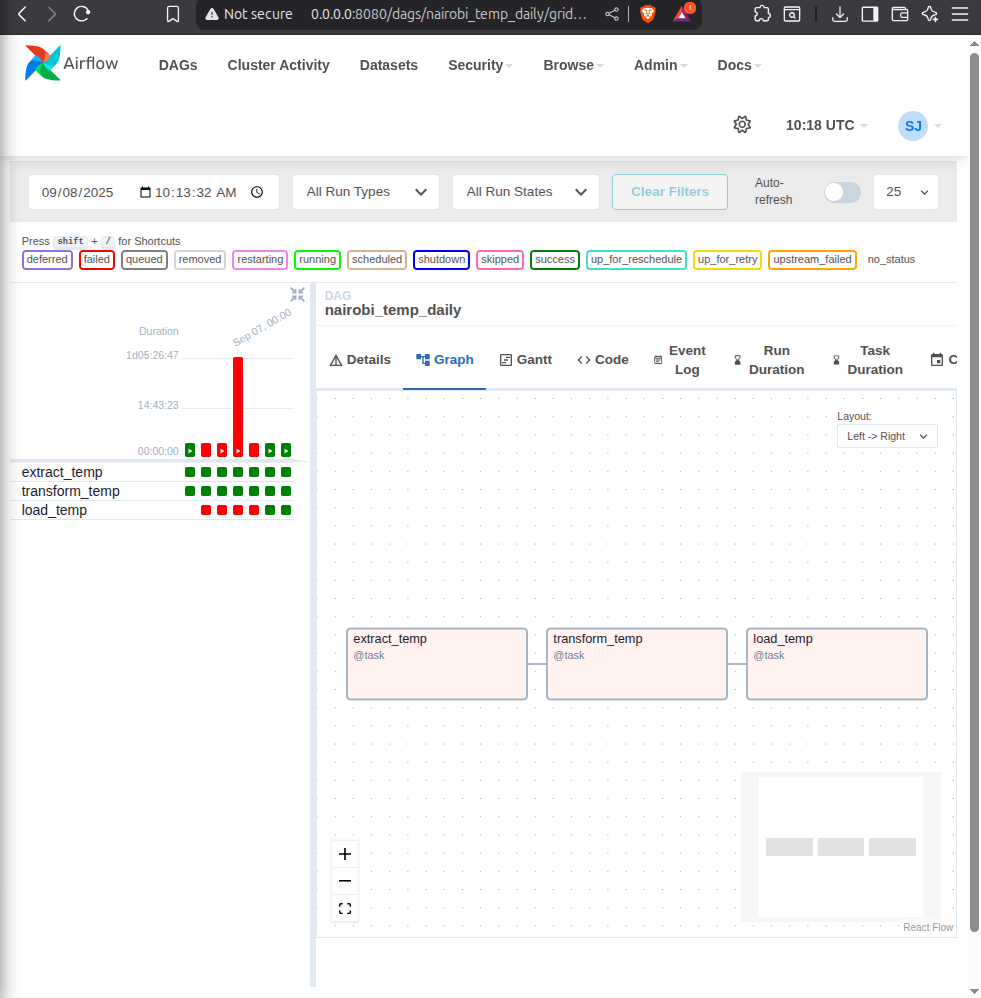 Not secure 0.0.0.0:8080/dags/nairobi_temp_daily/grid... 1
Airflow DAGs Cluster Activity Datasets Security Browse Admin Docs
10:18 UTC SJ
09/08/2025 10:13:32 AM All Run Types All Run States Clear Filters Auto-refresh 25
Press shift + / for Shortcuts
deferred failed queued removed restarting running scheduled shutdown skipped success up_for_reschedule up_for_retry upstream_failed no_status
Sep 07, 00:00
Duration
1d05:26:47
14:43:23
00:00:00
extract_temp
transform_temp
load_temp
DAG
nairobi_temp_daily
Details Graph Gantt Code Event Log Run Duration Task Duration C
Layout:
Left -> Right
extract_temp
@task
transform_temp
@task
load_temp
@task
React Flow